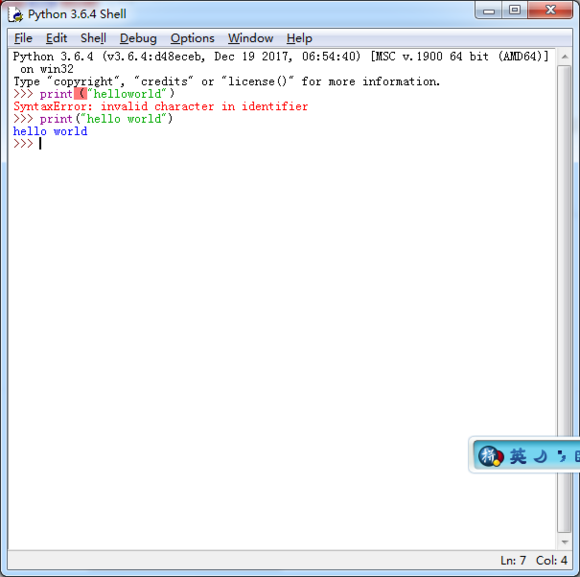 Python 3.6.4 Shell
File Edit Shell Debug Options Window Help
Python 3.6.4 (v3.6.4:d48eceb, Dec 19 2017, 06:54:40) [MSC v.1900 64 bit (AMD64)]
on win32
Type "copyright", "credits" or "license()" for more information.
>>> print（"helloworld")
SyntaxError: invalid character in identifier
>>> print("hello world")
hello world
>>>
英
Ln: 7 Col: 4